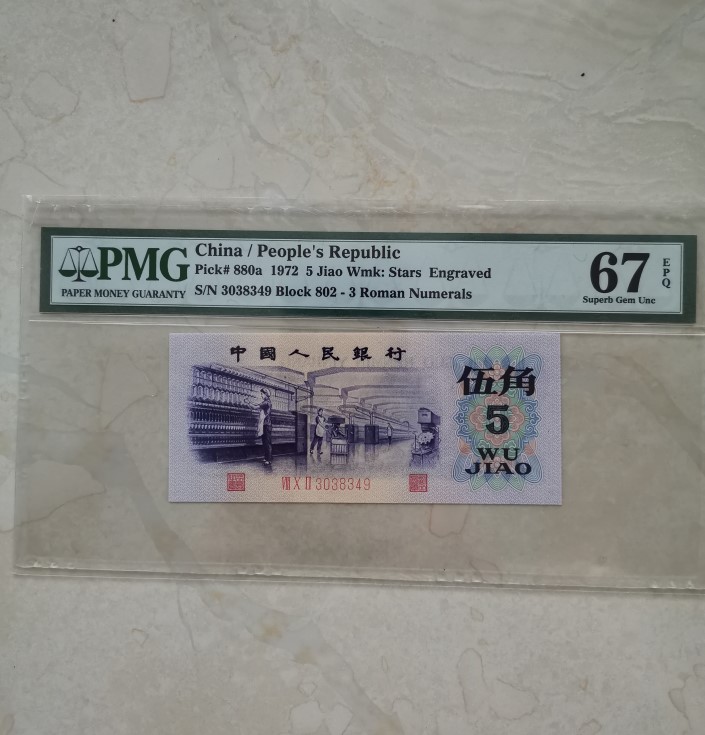 PMG
PAPER MONEY GUARANTY
China / People's Republic
Pick# 880a 1972 5 Jiao Wmk: Stars Engraved
S/N 3038349 Block 802 - 3 Roman Numerals
67
EPQ
Superb Gem Unc
中國人民銀行
伍角
5
WU
JIAO
Ⅷ Ⅹ Ⅱ 3038349